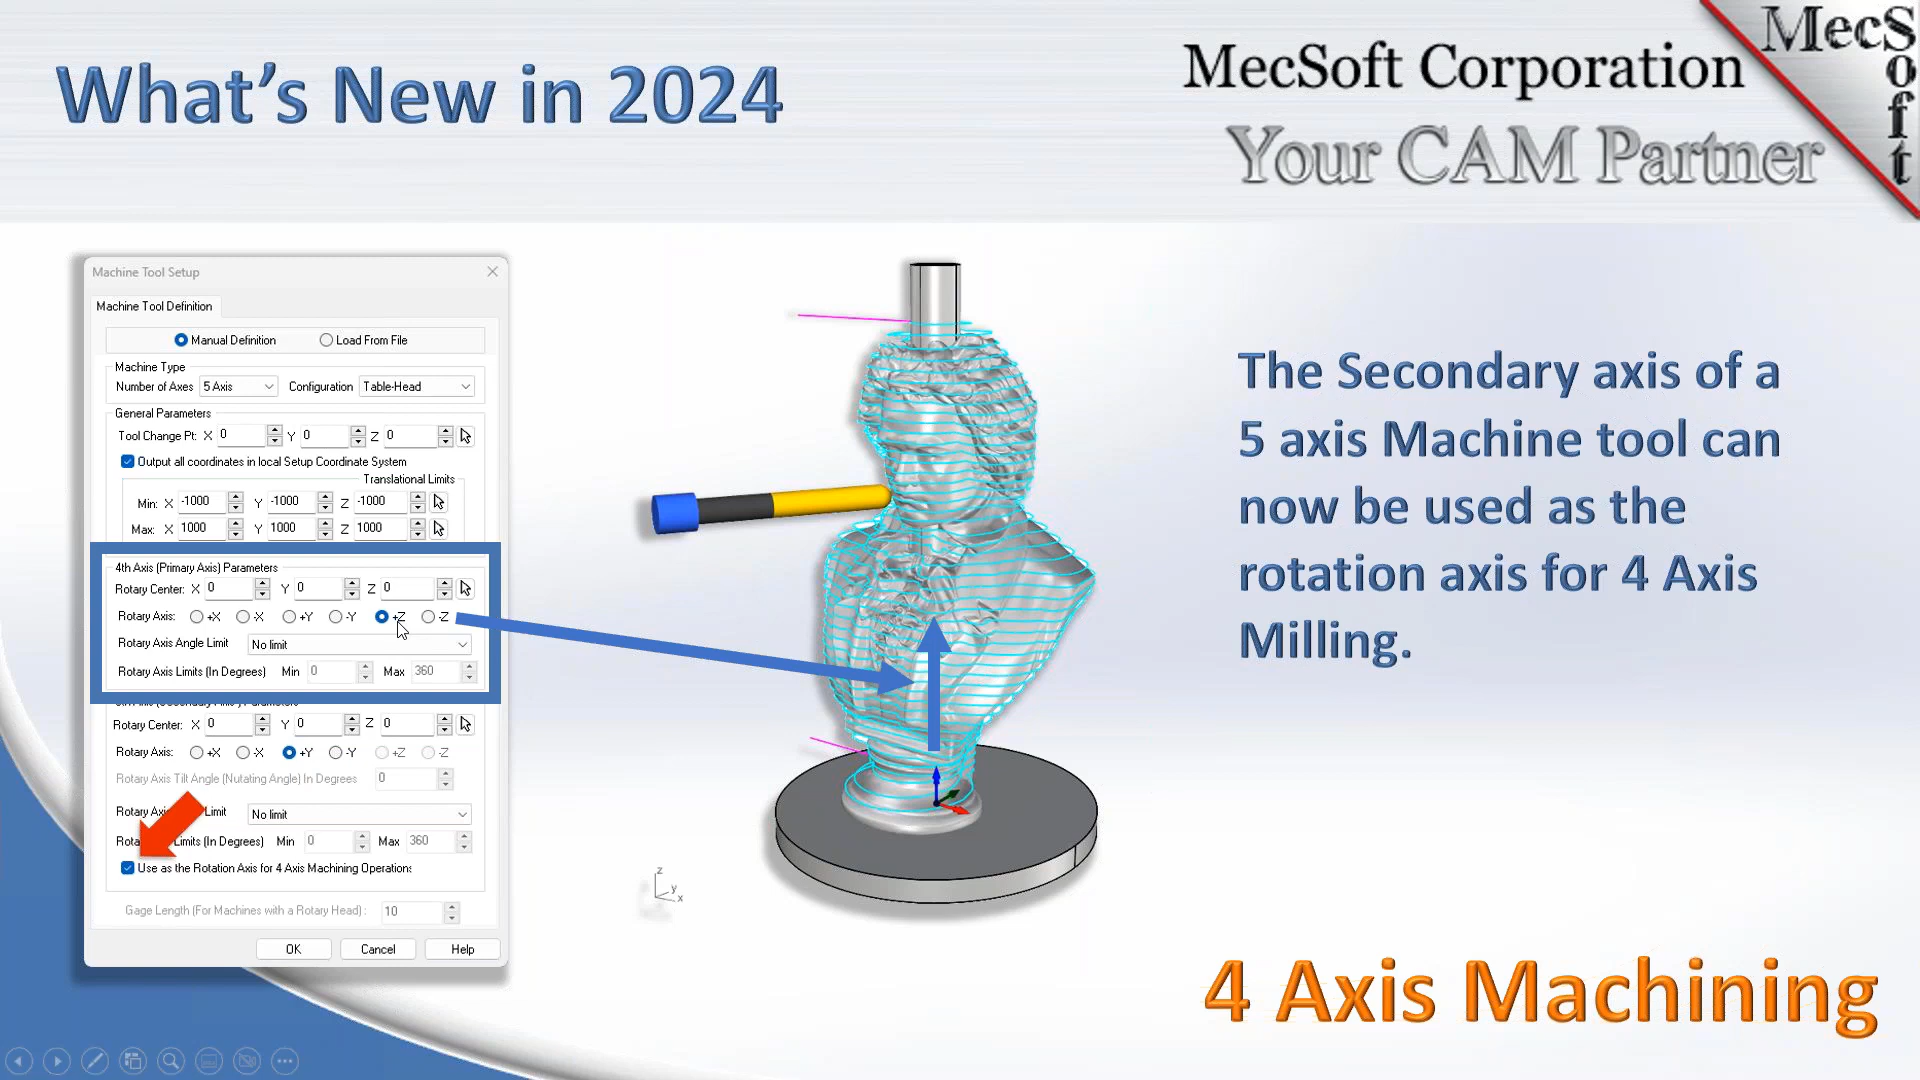 What's New in 2024
MecSoft Corporation
Your CAM Partner
MecSoft
Machine Tool Setup
Machine Tool Definition
Manual Definition Load From File
Machine Type
Number of Axes 5 Axis Configuration Table-Head
General Parameters
Tool Change Pt: X 0 Y 0 Z 0
Output all coordinates in local Setup Coordinate System
Translational Limits
Min: X -1000 Y -1000 Z -1000
Max: X 1000 Y 1000 Z 1000
4th Axis (Primary Axis) Parameters
Rotary Center: X 0 Y 0 Z 0
Rotary Axis: +X -X +Y -Y +Z -Z
Rotary Axis Angle Limit No limit
Rotary Axis Limits (In Degrees) Min 0 Max 360
Rotary Center: X 0 Y 0 Z 0
Rotary Axis: +X -X +Y -Y +Z -Z
Rotary Axis Tilt Angle (Nutating Angle) In Degrees 0
Rotary Axis Limit No limit
Limits (In Degrees) Min 0 Max 360
Use as the Rotation Axis for 4 Axis Machining Operations
Gage Length (For Machines with a Rotary Head) : 10
OK Cancel Help
z
y
x
The Secondary axis of a
5 axis Machine tool can
now be used as the
rotation axis for 4 Axis
Milling.
4 Axis Machining